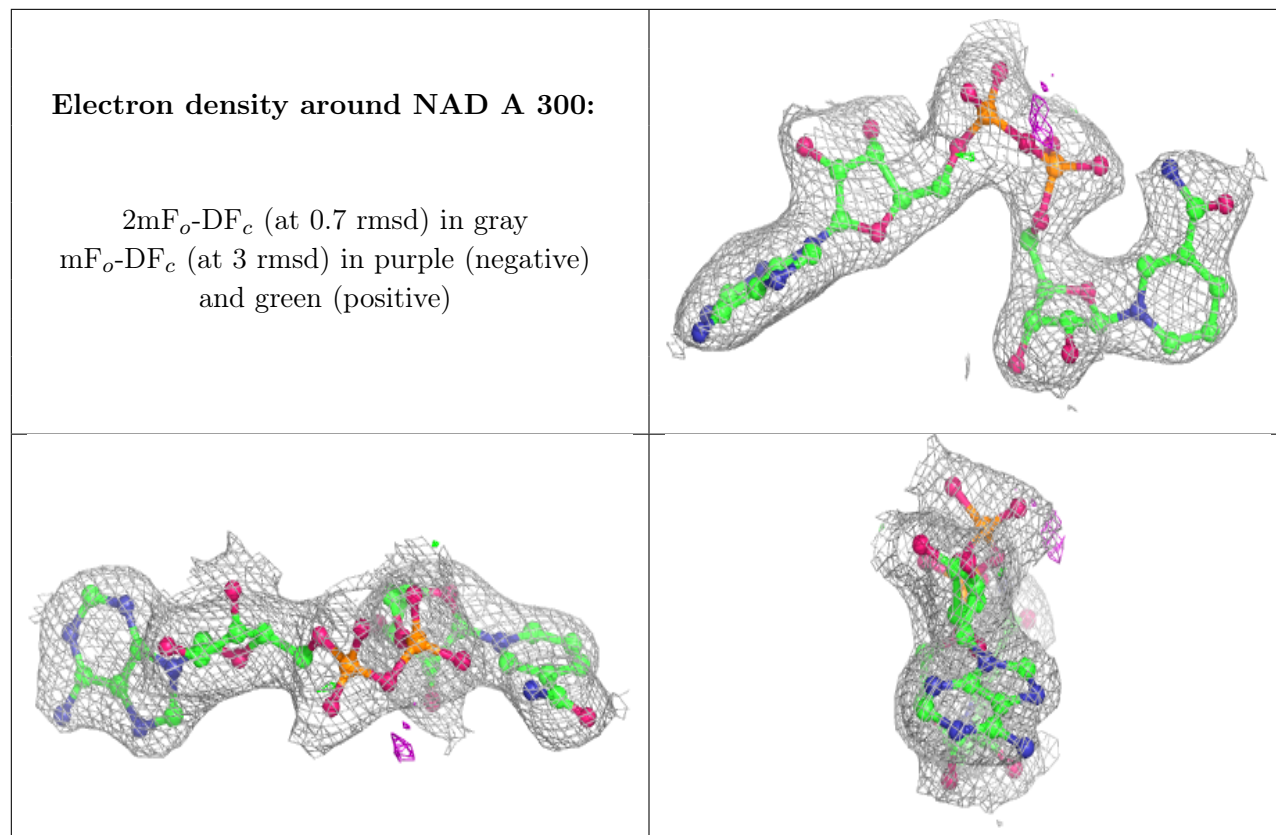 Electron density around NAD A 300:
2mFo-DFc (at 0.7 rmsd) in gray
mFo-DFc (at 3 rmsd) in purple (negative)
and green (positive)